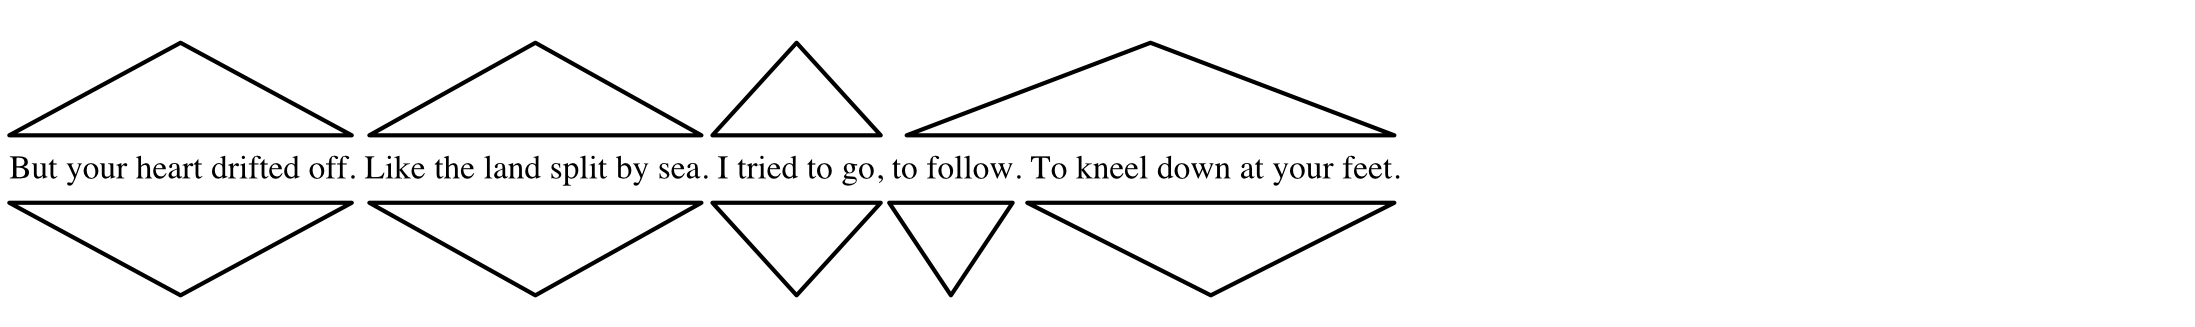 But your heart drifted off. Like the land split by sea. I tried to go, to follow. To kneel down at your feet.